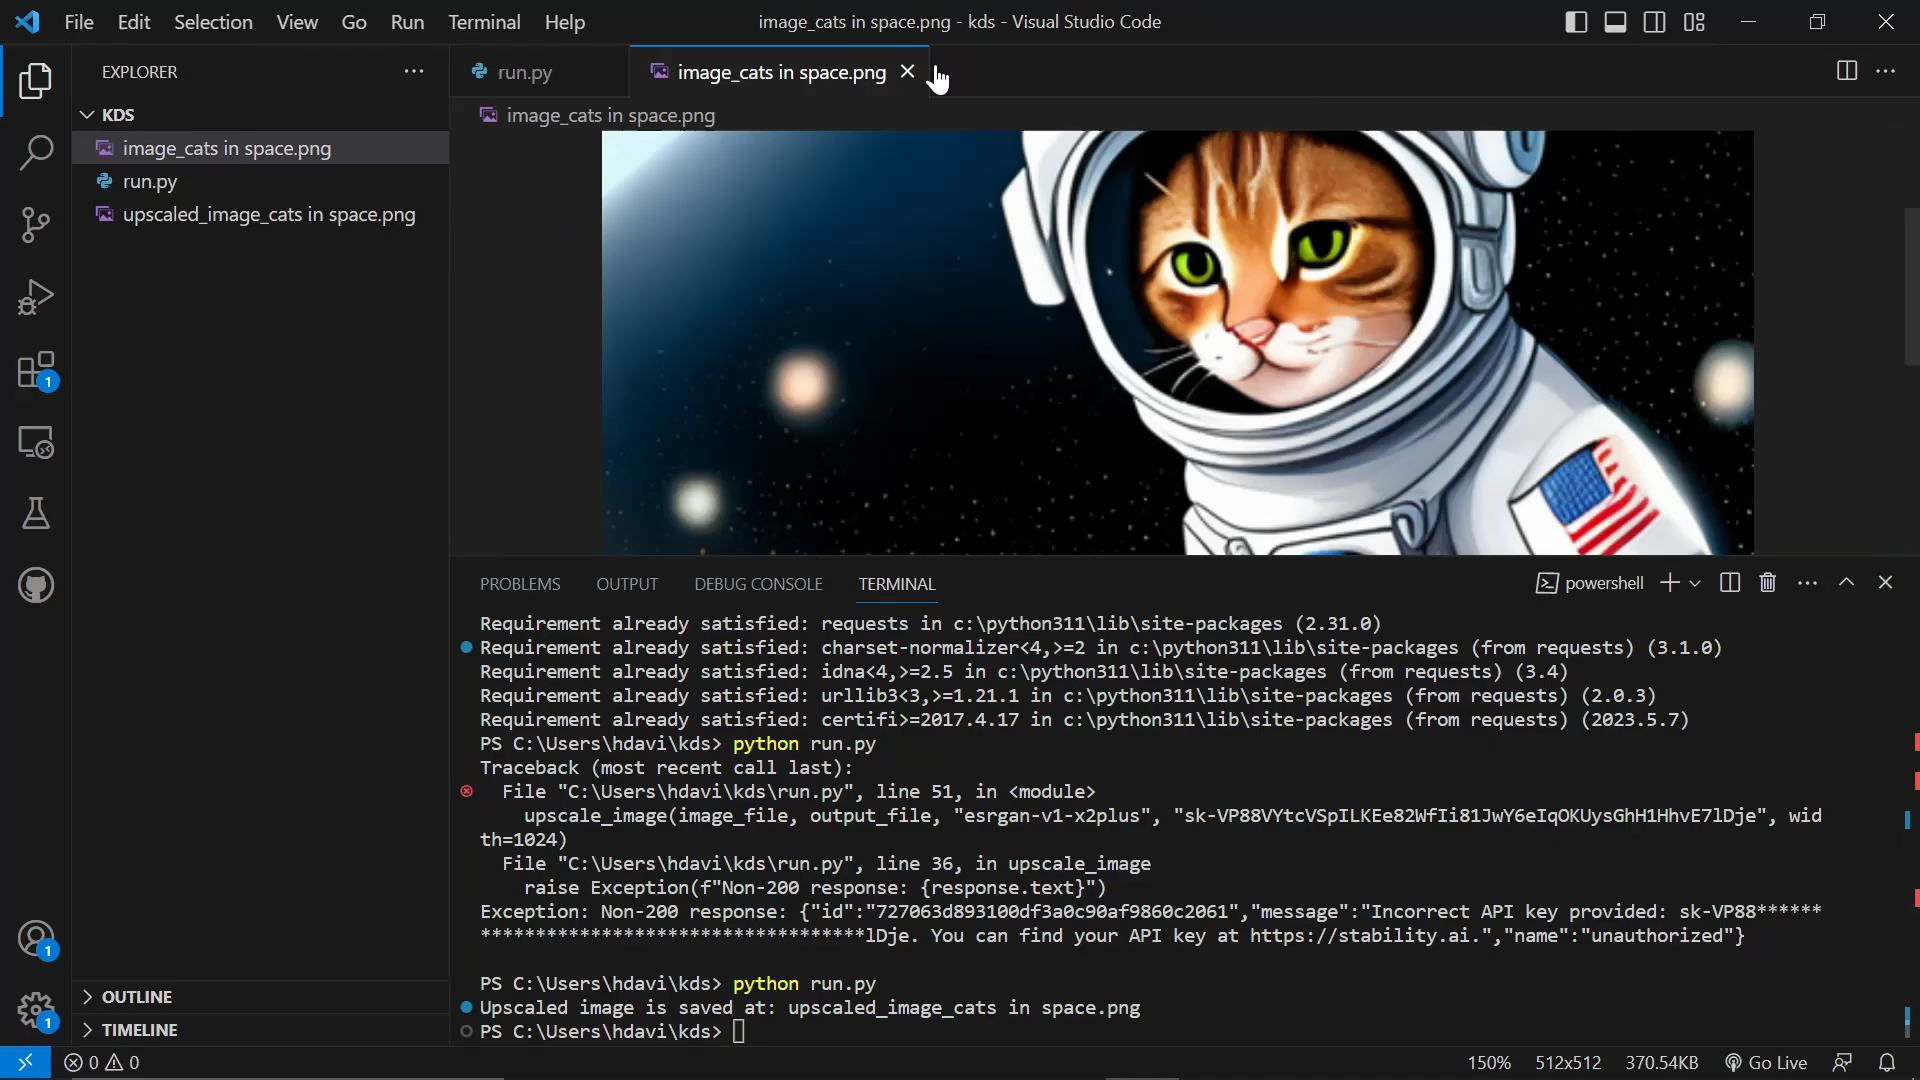 File Edit Selection View Go Run Terminal Help
image_cats in space.png - kds - Visual Studio Code
EXPLORER
KDS
image_cats in space.png
run.py
upscaled_image_cats in space.png
OUTLINE
TIMELINE
1
1
1
run.py
image_cats in space.png
image_cats in space.png
PROBLEMS OUTPUT DEBUG CONSOLE TERMINAL
powershell
Requirement already satisfied: requests in c:\python311\lib\site-packages (2.31.0)
Requirement already satisfied: charset-normalizer<4,>=2 in c:\python311\lib\site-packages (from requests) (3.1.0)
Requirement already satisfied: idna<4,>=2.5 in c:\python311\lib\site-packages (from requests) (3.4)
Requirement already satisfied: urllib3<3,>=1.21.1 in c:\python311\lib\site-packages (from requests) (2.0.3)
Requirement already satisfied: certifi>=2017.4.17 in c:\python311\lib\site-packages (from requests) (2023.5.7)
PS C:\Users\hdavi\kds> python run.py
Traceback (most recent call last):
File "C:\Users\hdavi\kds\run.py", line 51, in <module>
upscale_image(image_file, output_file, "esrgan-v1-x2plus", "sk-VP88VYtcVSpILKEe82WfIi81JwY6eIqOKUysGhH1HhvE7lDje", wid
th=1024)
File "C:\Users\hdavi\kds\run.py", line 36, in upscale_image
raise Exception(f"Non-200 response: {response.text}")
Exception: Non-200 response: {"id":"727063d893100df3a0c90af9860c2061","message":"Incorrect API key provided: sk-VP88******
***********************************lDje. You can find your API key at https://stability.ai.","name":"unauthorized"}
PS C:\Users\hdavi\kds> python run.py
Upscaled image is saved at: upscaled_image_cats in space.png
PS C:\Users\hdavi\kds>
0 0
150% 512x512 370.54KB Go Live